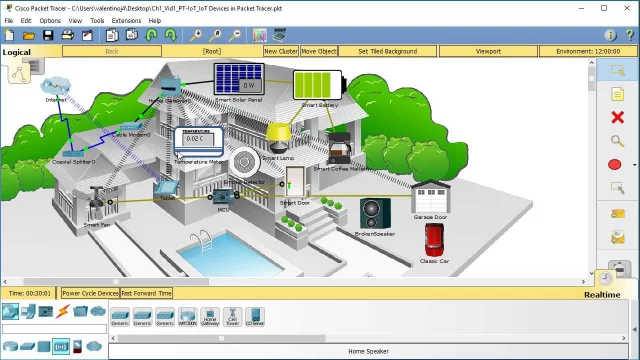 Cisco Packet Tracer - C:\Users\valentinoj4\Desktop\Ch1_Vid1_PT-IoT_IoT Devices in Packet Tracer.pkt
File Edit Options View Tools Extensions Help
Logical Back [Root] New Cluster Move Object Set Tiled Background Viewport Environment: 12:00:00
Internet
Home Gateway0
0 W
Smart Solar Panel
Smart Battery
Cable Modem0
Coaxial Splitter0
TEMPERATURE
0.02 C
Temperature Meter
Smart Lamp
Smart Coffee Maker
Smoke Detector
Tablet
MCU
Smart Door
Smart Fan
BrokenSpeaker
Garage Door
Classic Car
Time: 00:30:01 Power Cycle Devices Fast Forward Time Realtime
Generic Generic Generic WRT300N Home Gateway Cell Tower CO Server
Home Speaker